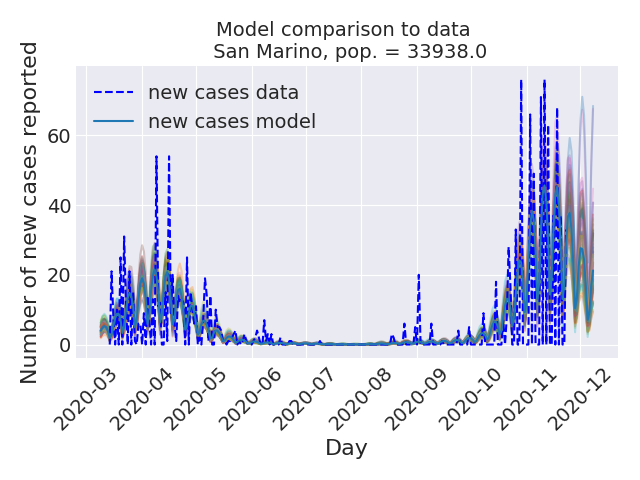 Model comparison to data
San Marino, pop. = 33938.0
Number of new cases reported
new cases data
new cases model
60
40
20
0
2020-03
2020-04
2020-05
2020-06
2020-07
2020-08
2020-09
2020-10
2020-11
2020-12
Day